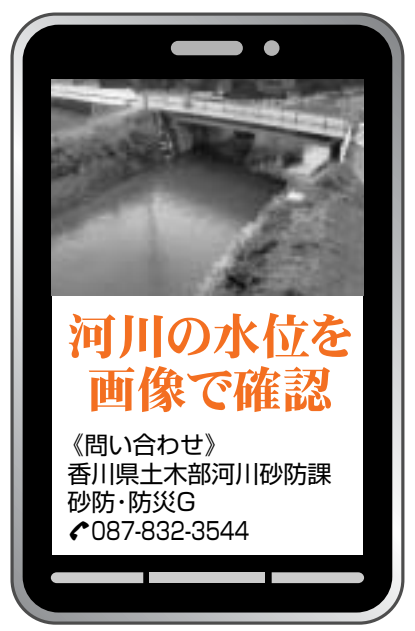 河川の水位を
画像で確認
《問い合わせ》
香川県土木部河川砂防課
砂防・防災G
087-832-3544